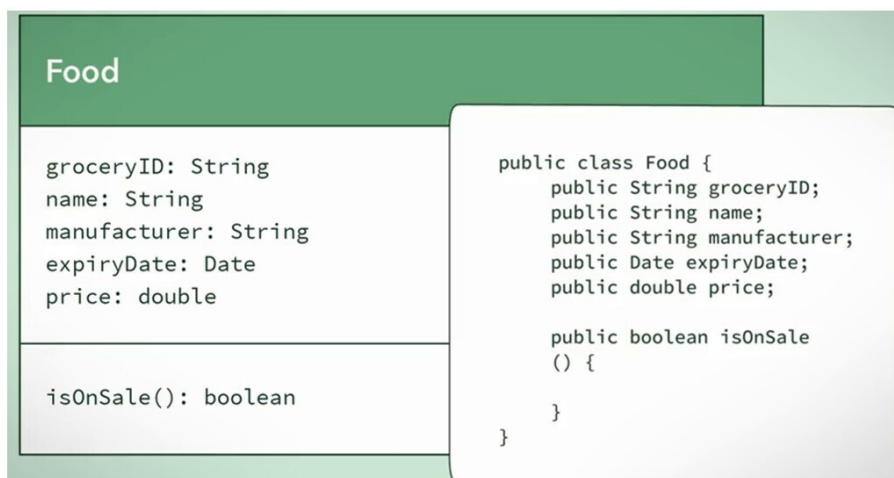 Food
groceryID: String
name: String
manufacturer: String
expiryDate: Date
price: double
isOnSale(): boolean
public class Food {
public String groceryID;
public String name;
public String manufacturer;
public Date expiryDate;
public double price;
public boolean isOnSale
() {
}
}